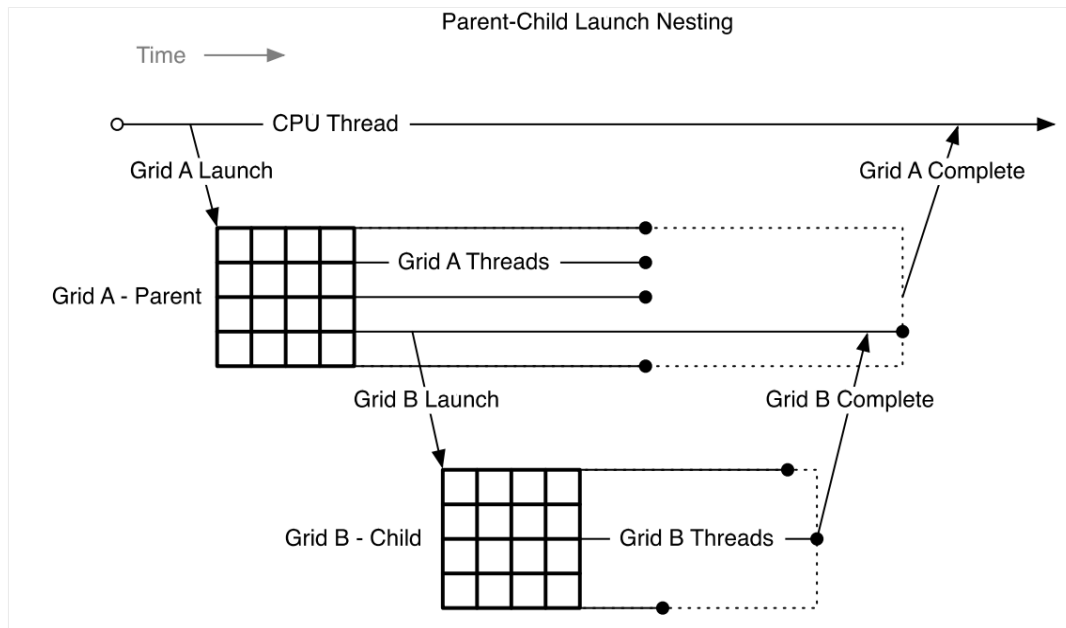 Parent-Child Launch Nesting
Time
CPU Thread
Grid A Launch
Grid A Complete
Grid A Threads
Grid A - Parent
Grid B Launch
Grid B Complete
Grid B - Child
Grid B Threads